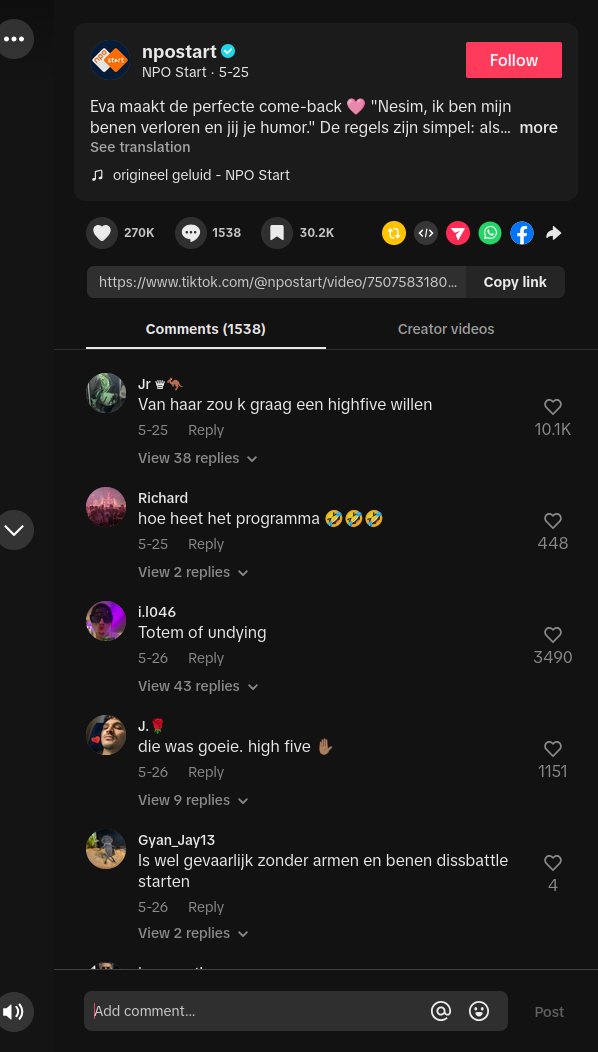 npostart
NPO Start · 5-25
Follow
Eva maakt de perfecte come-back 🩷 "Nesim, ik ben mijn
benen verloren en jij je humor." De regels zijn simpel: als... more
See translation
♫ origineel geluid - NPO Start
270K 1538 30.2K
https://www.tiktok.com/@npostart/video/7507583180... Copy link
Comments (1538) Creator videos
Jr ♛🦘
Van haar zou k graag een highfive willen
5-25 Reply
10.1K
View 38 replies
Richard
hoe heet het programma 🤣🤣🤣
5-25 Reply
448
View 2 replies
i.l046
Totem of undying
5-26 Reply
3490
View 43 replies
J.🌹
die was goeie. high five ✋🏽
5-26 Reply
1151
View 9 replies
Gyan_Jay13
Is wel gevaarlijk zonder armen en benen dissbattle
starten
4
5-26 Reply
View 2 replies
Add comment... Post